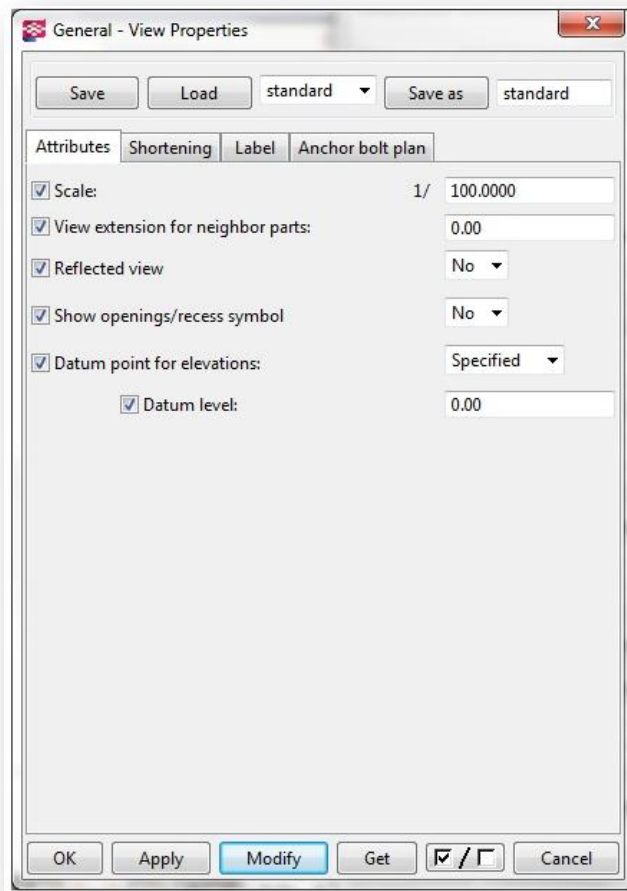 General - View Properties
Save Load standard Save as standard
Attributes Shortening Label Anchor bolt plan
Scale: 1/ 100.0000
View extension for neighbor parts: 0.00
Reflected view No
Show openings/recess symbol No
Datum point for elevations: Specified
Datum level: 0.00
OK Apply Modify Get / Cancel